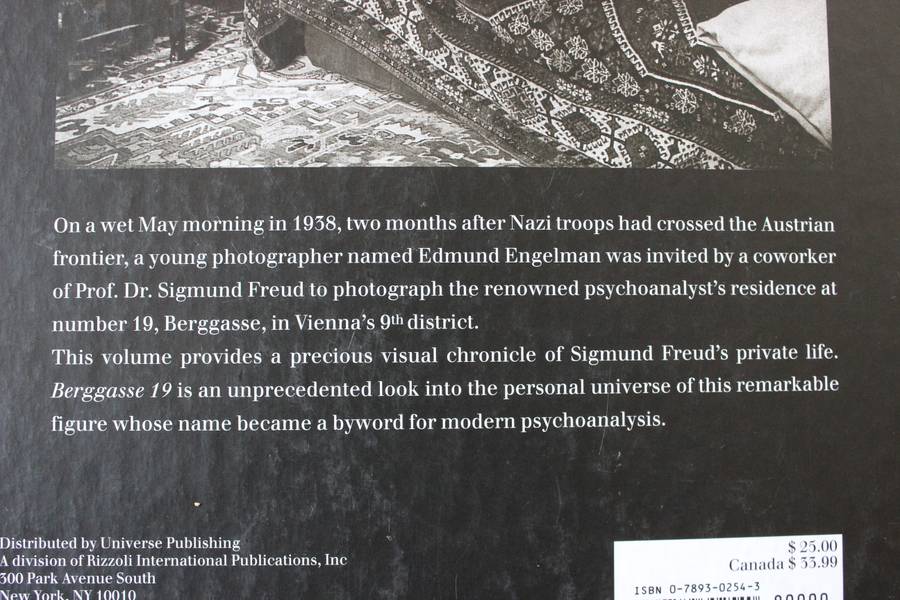 On a wet May morning in 1938, two months after Nazi troops had crossed the Austrian
frontier, a young photographer named Edmund Engelman was invited by a coworker
of Prof. Dr. Sigmund Freud to photograph the renowned psychoanalyst's residence at
number 19, Berggasse, in Vienna's 9th district.
This volume provides a precious visual chronicle of Sigmund Freud's private life.
Berggasse 19 is an unprecedented look into the personal universe of this remarkable
figure whose name became a byword for modern psychoanalysis.
Distributed by Universe Publishing
A division of Rizzoli International Publications, Inc
300 Park Avenue South
New York, NY 10010
$ 25.00
Canada $ 33.99
ISBN 0-7893-0254-3
90000